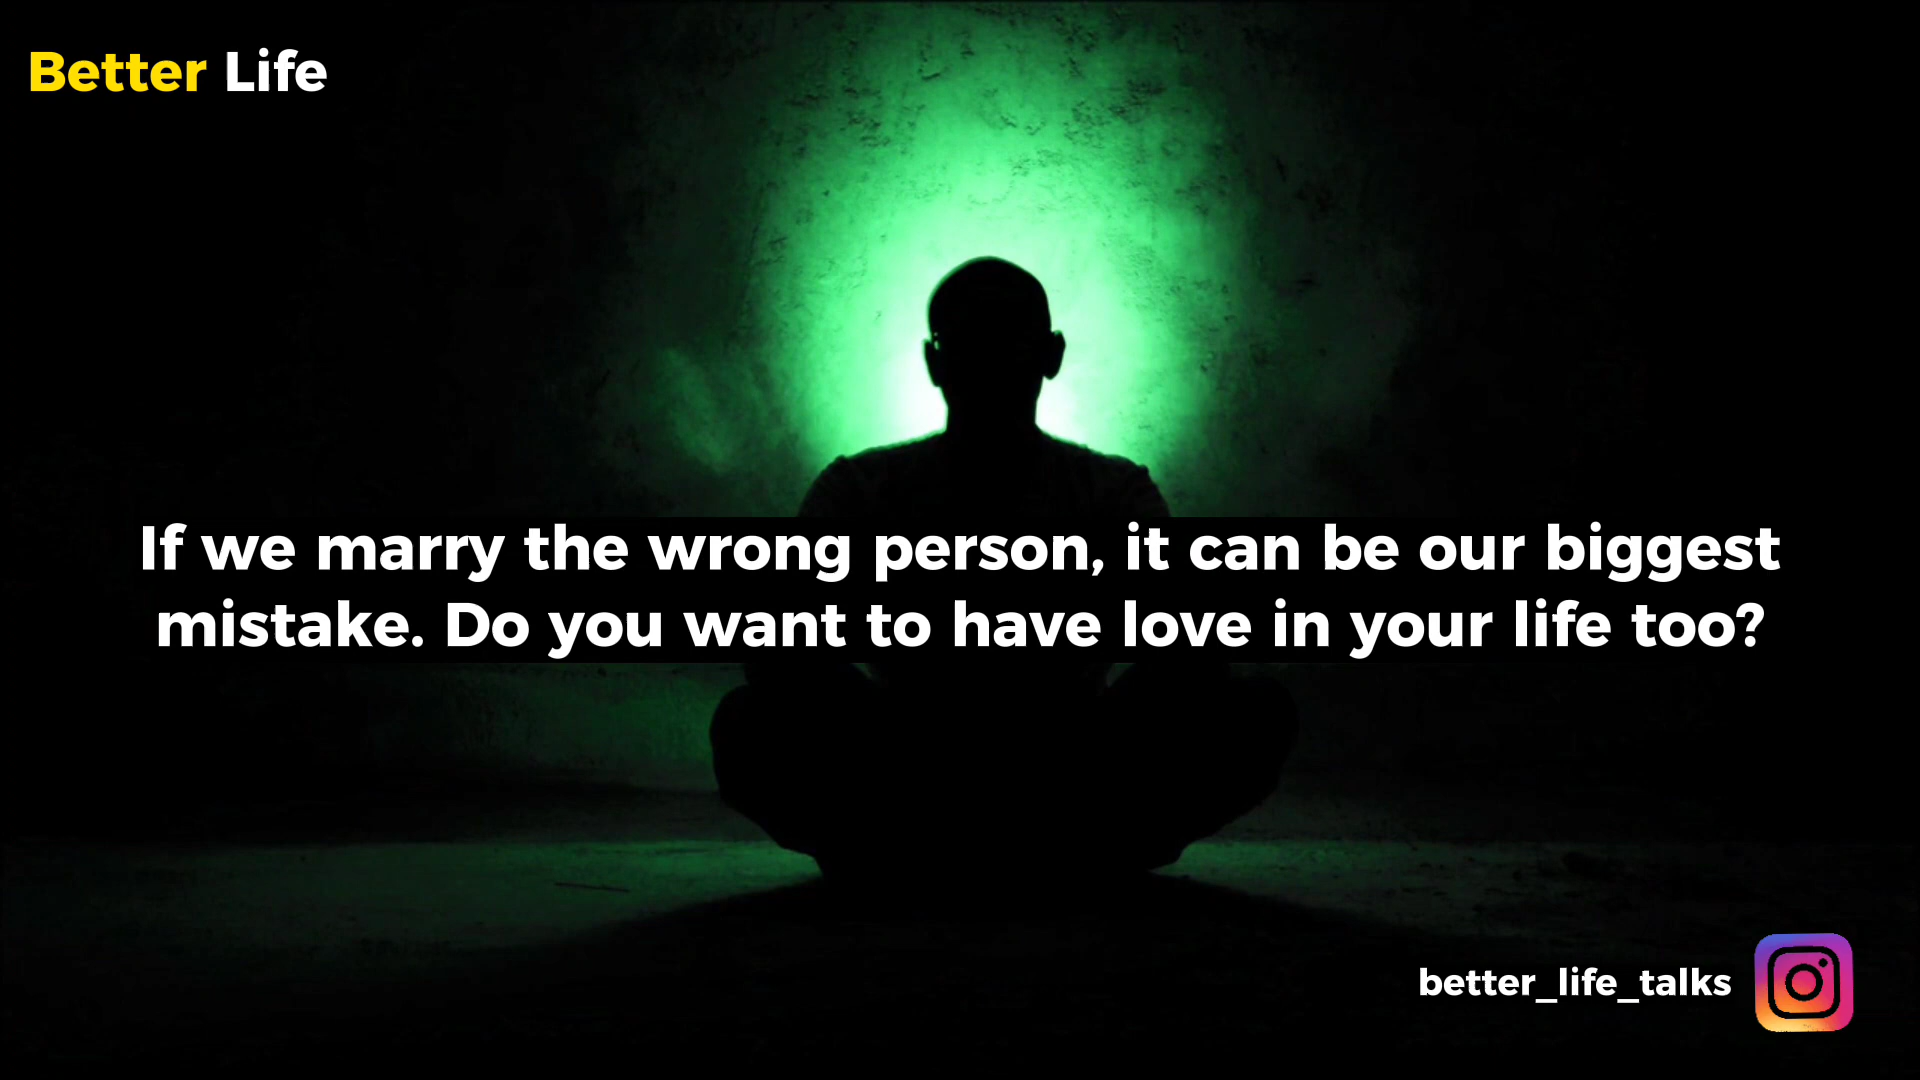 Better Life
If we marry the wrong person, it can be our biggest
mistake. Do you want to have love in your life too?
better_life_talks